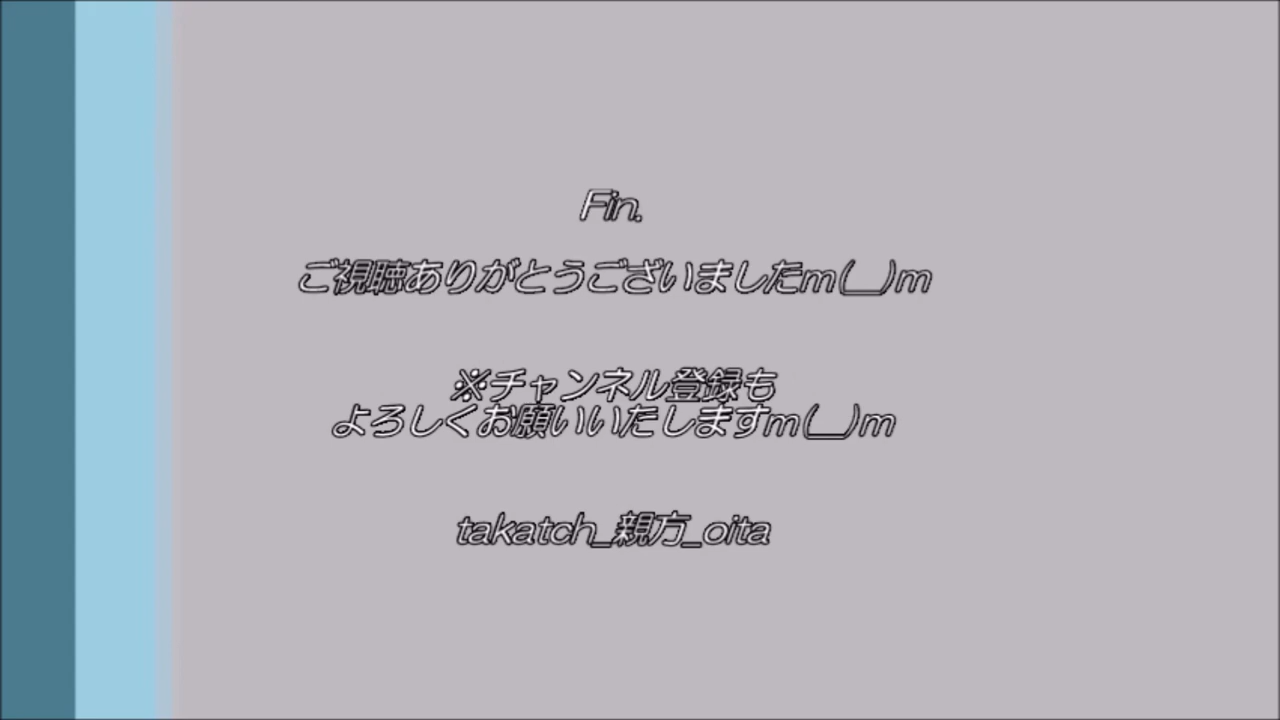 Fin.
ご視聴ありがとうございましたm(__)m
※チャンネル登録も
よろしくお願いいたしますm(__)m
takatch_親方_oita